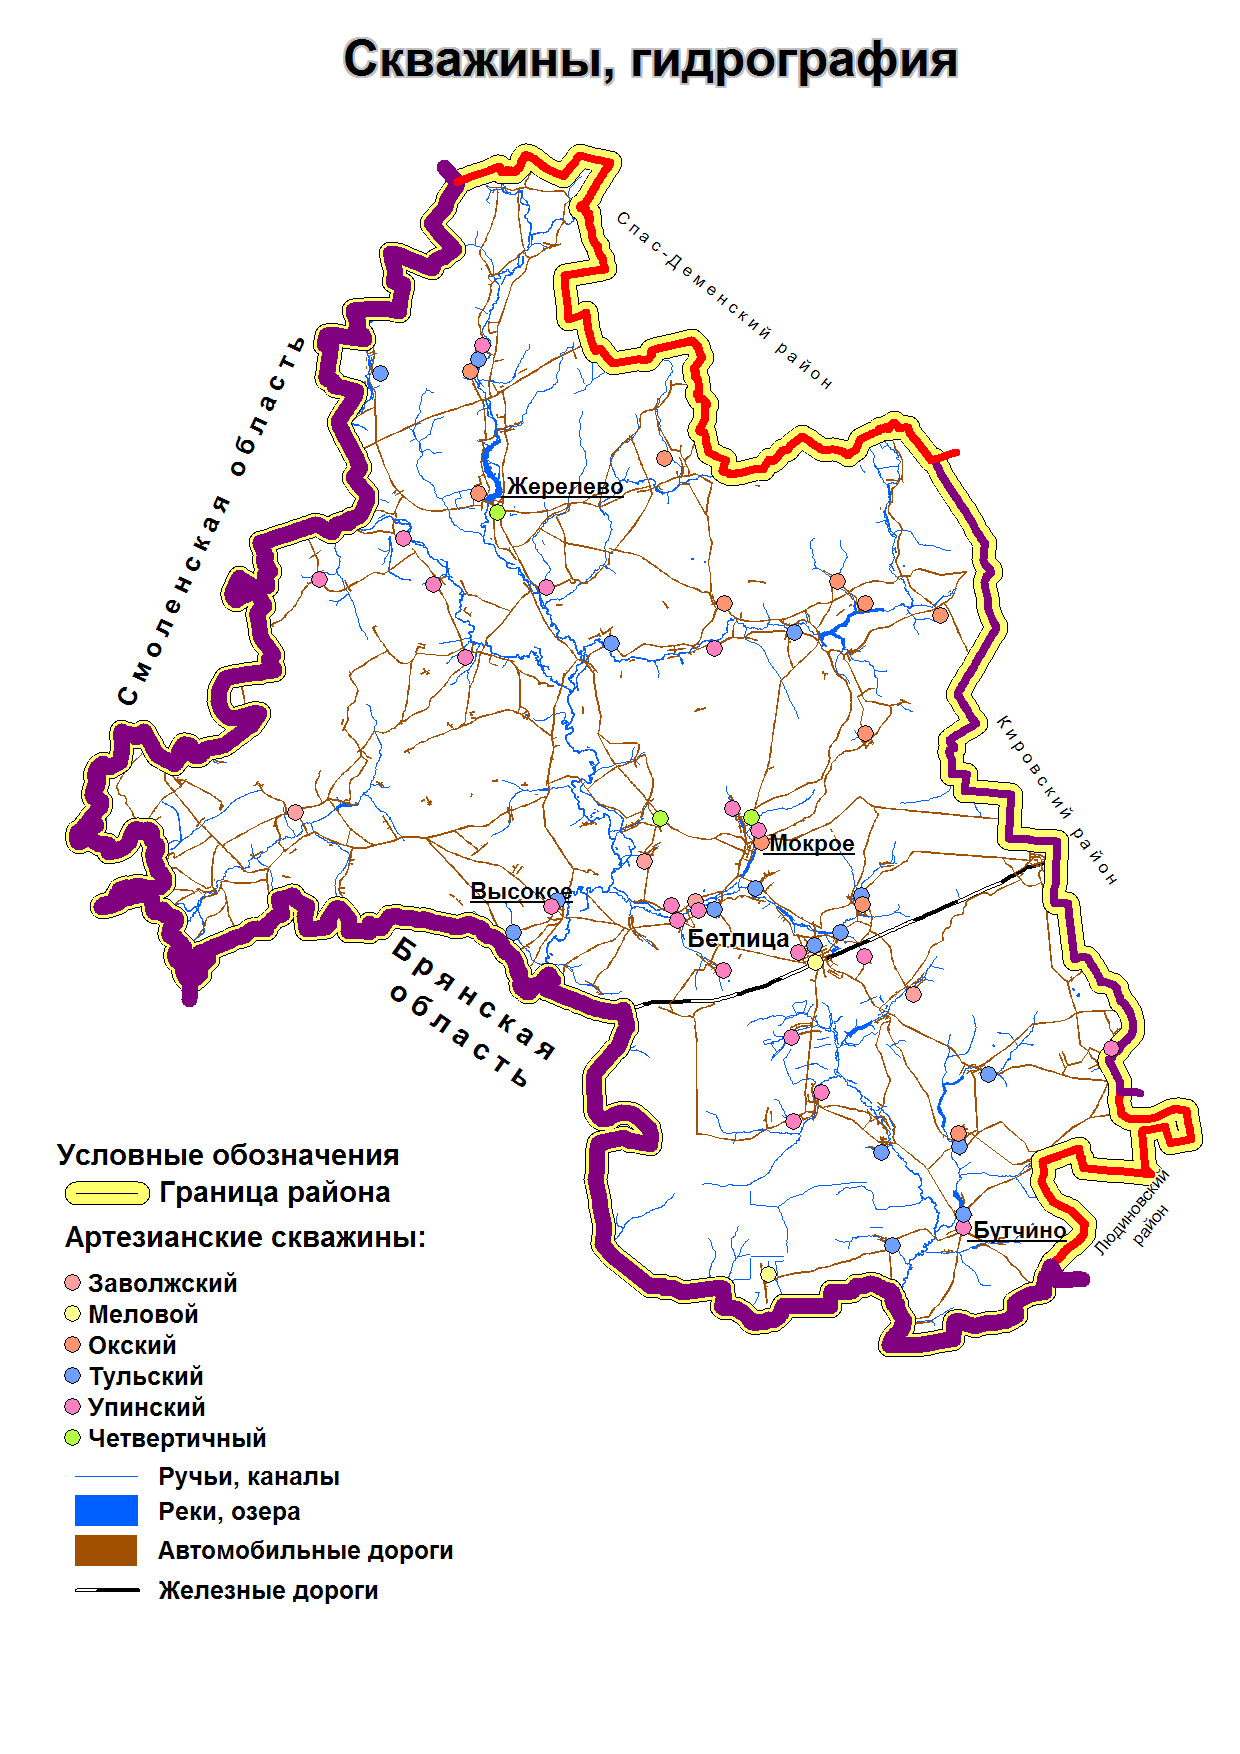 Скважины, гидрография
Спас-Деменский район
Смоленская область
Жерелево
Кировский район
Мокрое
Высокое
Бетлица
Брянская
область
Людиновский
район
Бутчино
Условные обозначения
Граница района
Артезианские скважины:
Заволжский
Меловой
Окский
Тульский
Упинский
Четвертичный
Ручьи, каналы
Реки, озера
Автомобильные дороги
Железные дороги